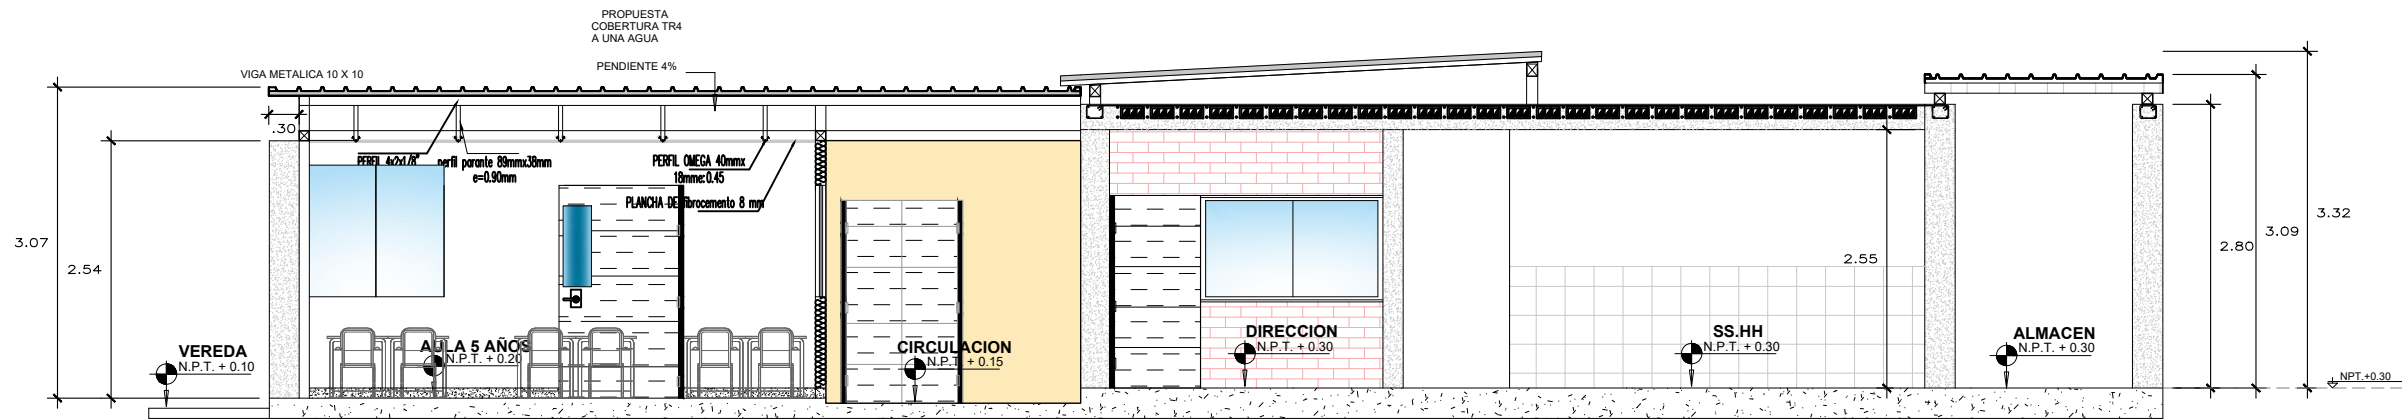 PROPUESTA
COBERTURA TR4
A UNA AGUA
PENDIENTE 4%
VIGA METALICA 10 X 10
.30
PERFIL 4x2x1/8"
perfil parante 89mmx38mm
e=0.90mm
PERFIL OMEGA 40mmx
18mme:0.45
PLANCHA DE fibrocemento 8 mm
3.07
2.54
2.55
2.80
3.09
3.32
VEREDA
N.P.T. + 0.10
AULA 5 AÑOS
N.P.T. + 0.20
CIRCULACION
N.P.T. + 0.15
DIRECCION
N.P.T. + 0.30
SS.HH
N.P.T. + 0.30
ALMACEN
N.P.T. + 0.30
NPT.+0.30